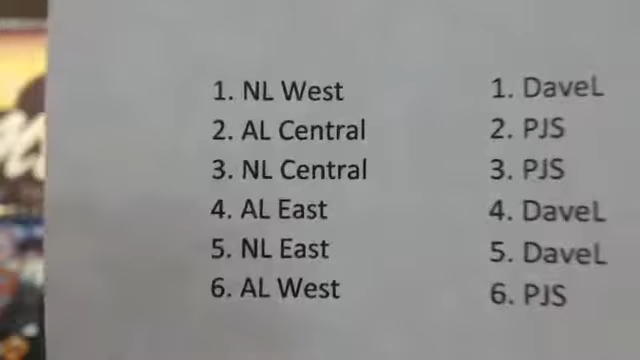 1. NL West
2. AL Central
3. NL Central
4. AL East
5. NL East
6. AL West
1. DaveL
2. PJS
3. PJS
4. DaveL
5. DaveL
6. PJS